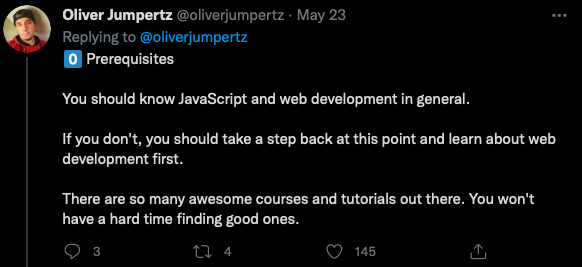 Oliver Jumpertz @oliverjumpertz · May 23
Replying to @oliverjumpertz
0 Prerequisites
You should know JavaScript and web development in general.
If you don't, you should take a step back at this point and learn about web
development first.
There are so many awesome courses and tutorials out there. You won't
have a hard time finding good ones.
3 4 145